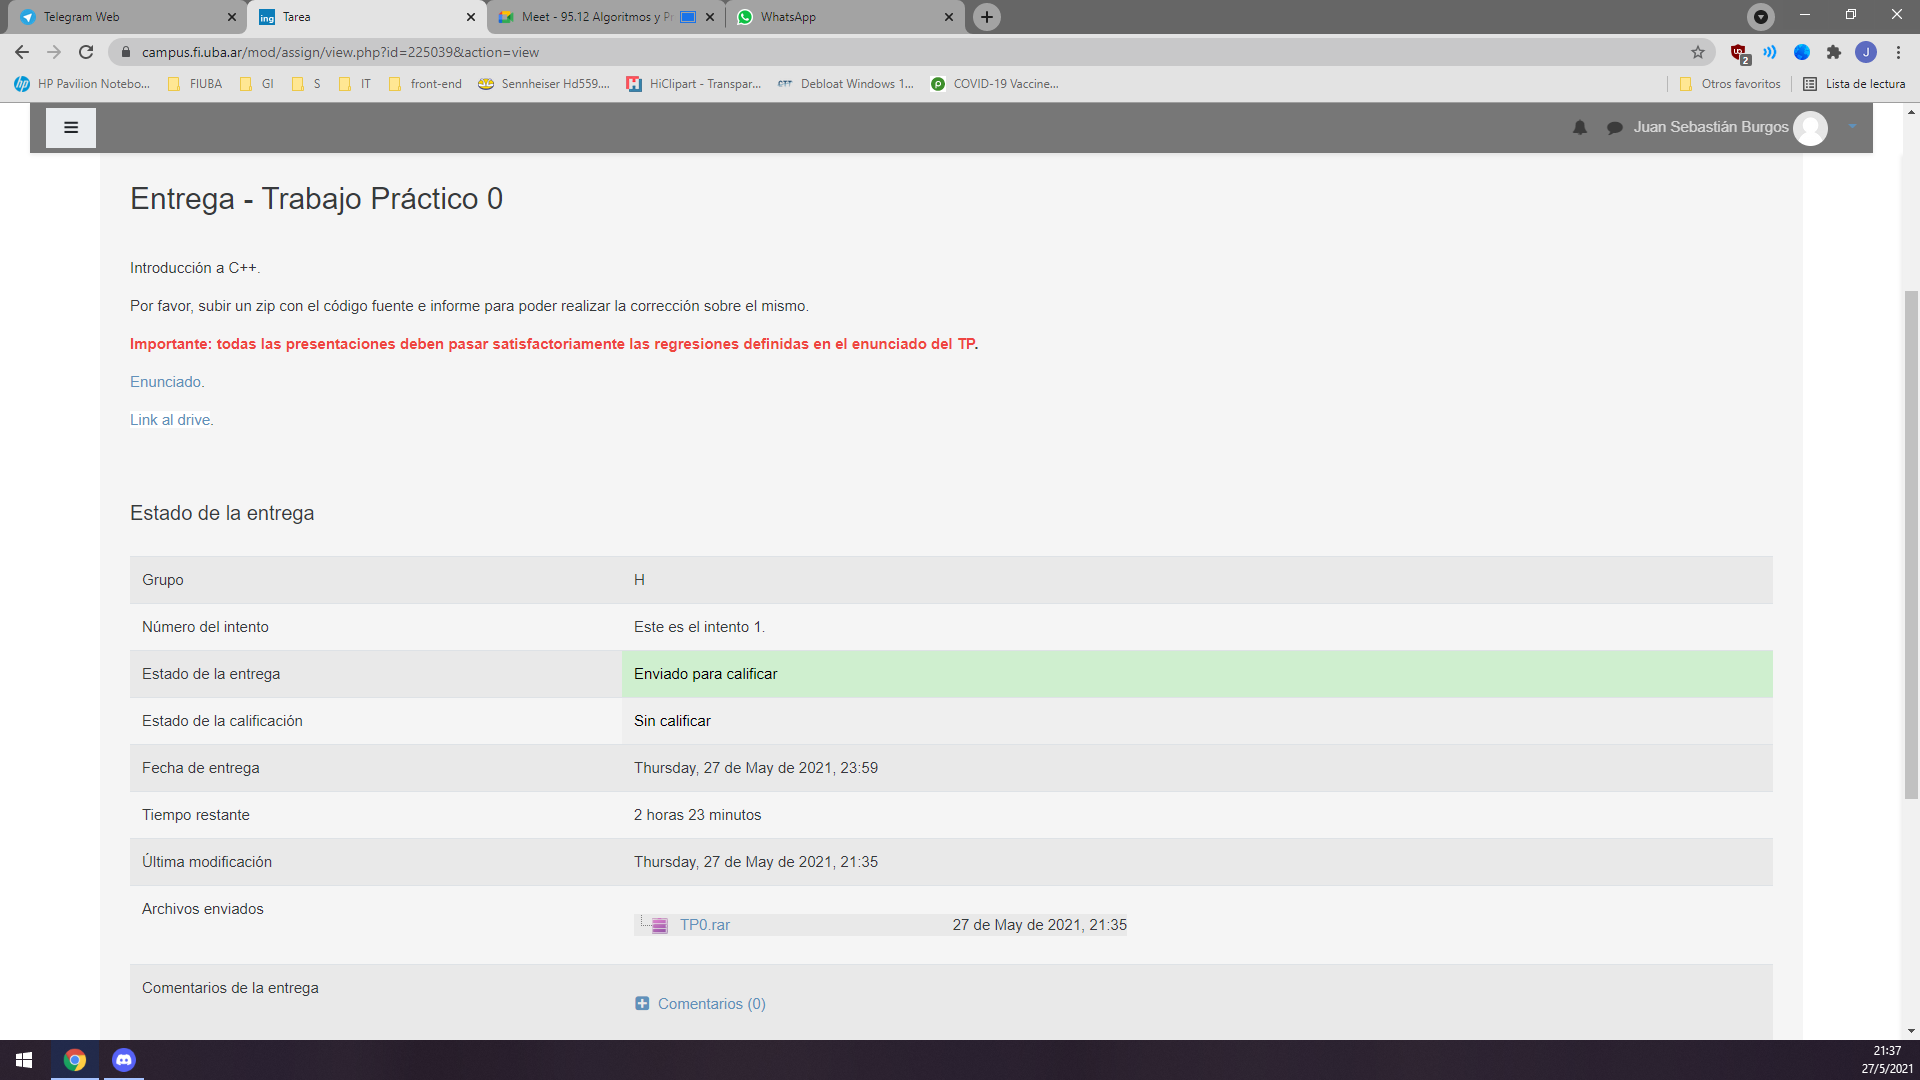 Telegram Web
Tarea
Meet - 95.12 Algoritmos y Pr
WhatsApp
campus.fi.uba.ar/mod/assign/view.php?id=225039&action=view
2
J
HP Pavilion Notebo...
FIUBA
GI
S
IT
front-end
Sennheiser Hd559....
HiClipart - Transpar...
Debloat Windows 1...
COVID-19 Vaccine...
Otros favoritos
Lista de lectura
Juan Sebastián Burgos
Entrega - Trabajo Práctico 0
Introducción a C++.
Por favor, subir un zip con el código fuente e informe para poder realizar la corrección sobre el mismo.
Importante: todas las presentaciones deben pasar satisfactoriamente las regresiones definidas en el enunciado del TP.
Enunciado.
Link al drive.
Estado de la entrega
Grupo H
Número del intento Este es el intento 1.
Estado de la entrega Enviado para calificar
Estado de la calificación Sin calificar
Fecha de entrega Thursday, 27 de May de 2021, 23:59
Tiempo restante 2 horas 23 minutos
Última modificación Thursday, 27 de May de 2021, 21:35
Archivos enviados
TP0.rar 27 de May de 2021, 21:35
Comentarios de la entrega
Comentarios (0)
21:37
27/5/2021